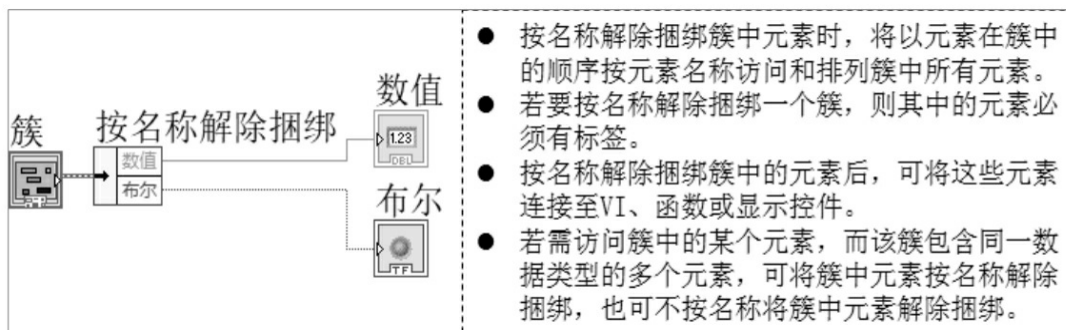 簇
按名称解除捆绑
数值
布尔
数值
1.23
DBL
布尔
TF
● 按名称解除捆绑簇中元素时，将以元素在簇中
的顺序按元素名称访问和排列簇中所有元素。
● 若要按名称解除捆绑一个簇，则其中的元素必
须有标签。
● 按名称解除捆绑簇中的元素后，可将这些元素
连接至VI、函数或显示控件。
● 若需访问簇中的某个元素，而该簇包含同一数
据类型的多个元素，可将簇中元素按名称解除
捆绑，也可不按名称将簇中元素解除捆绑。